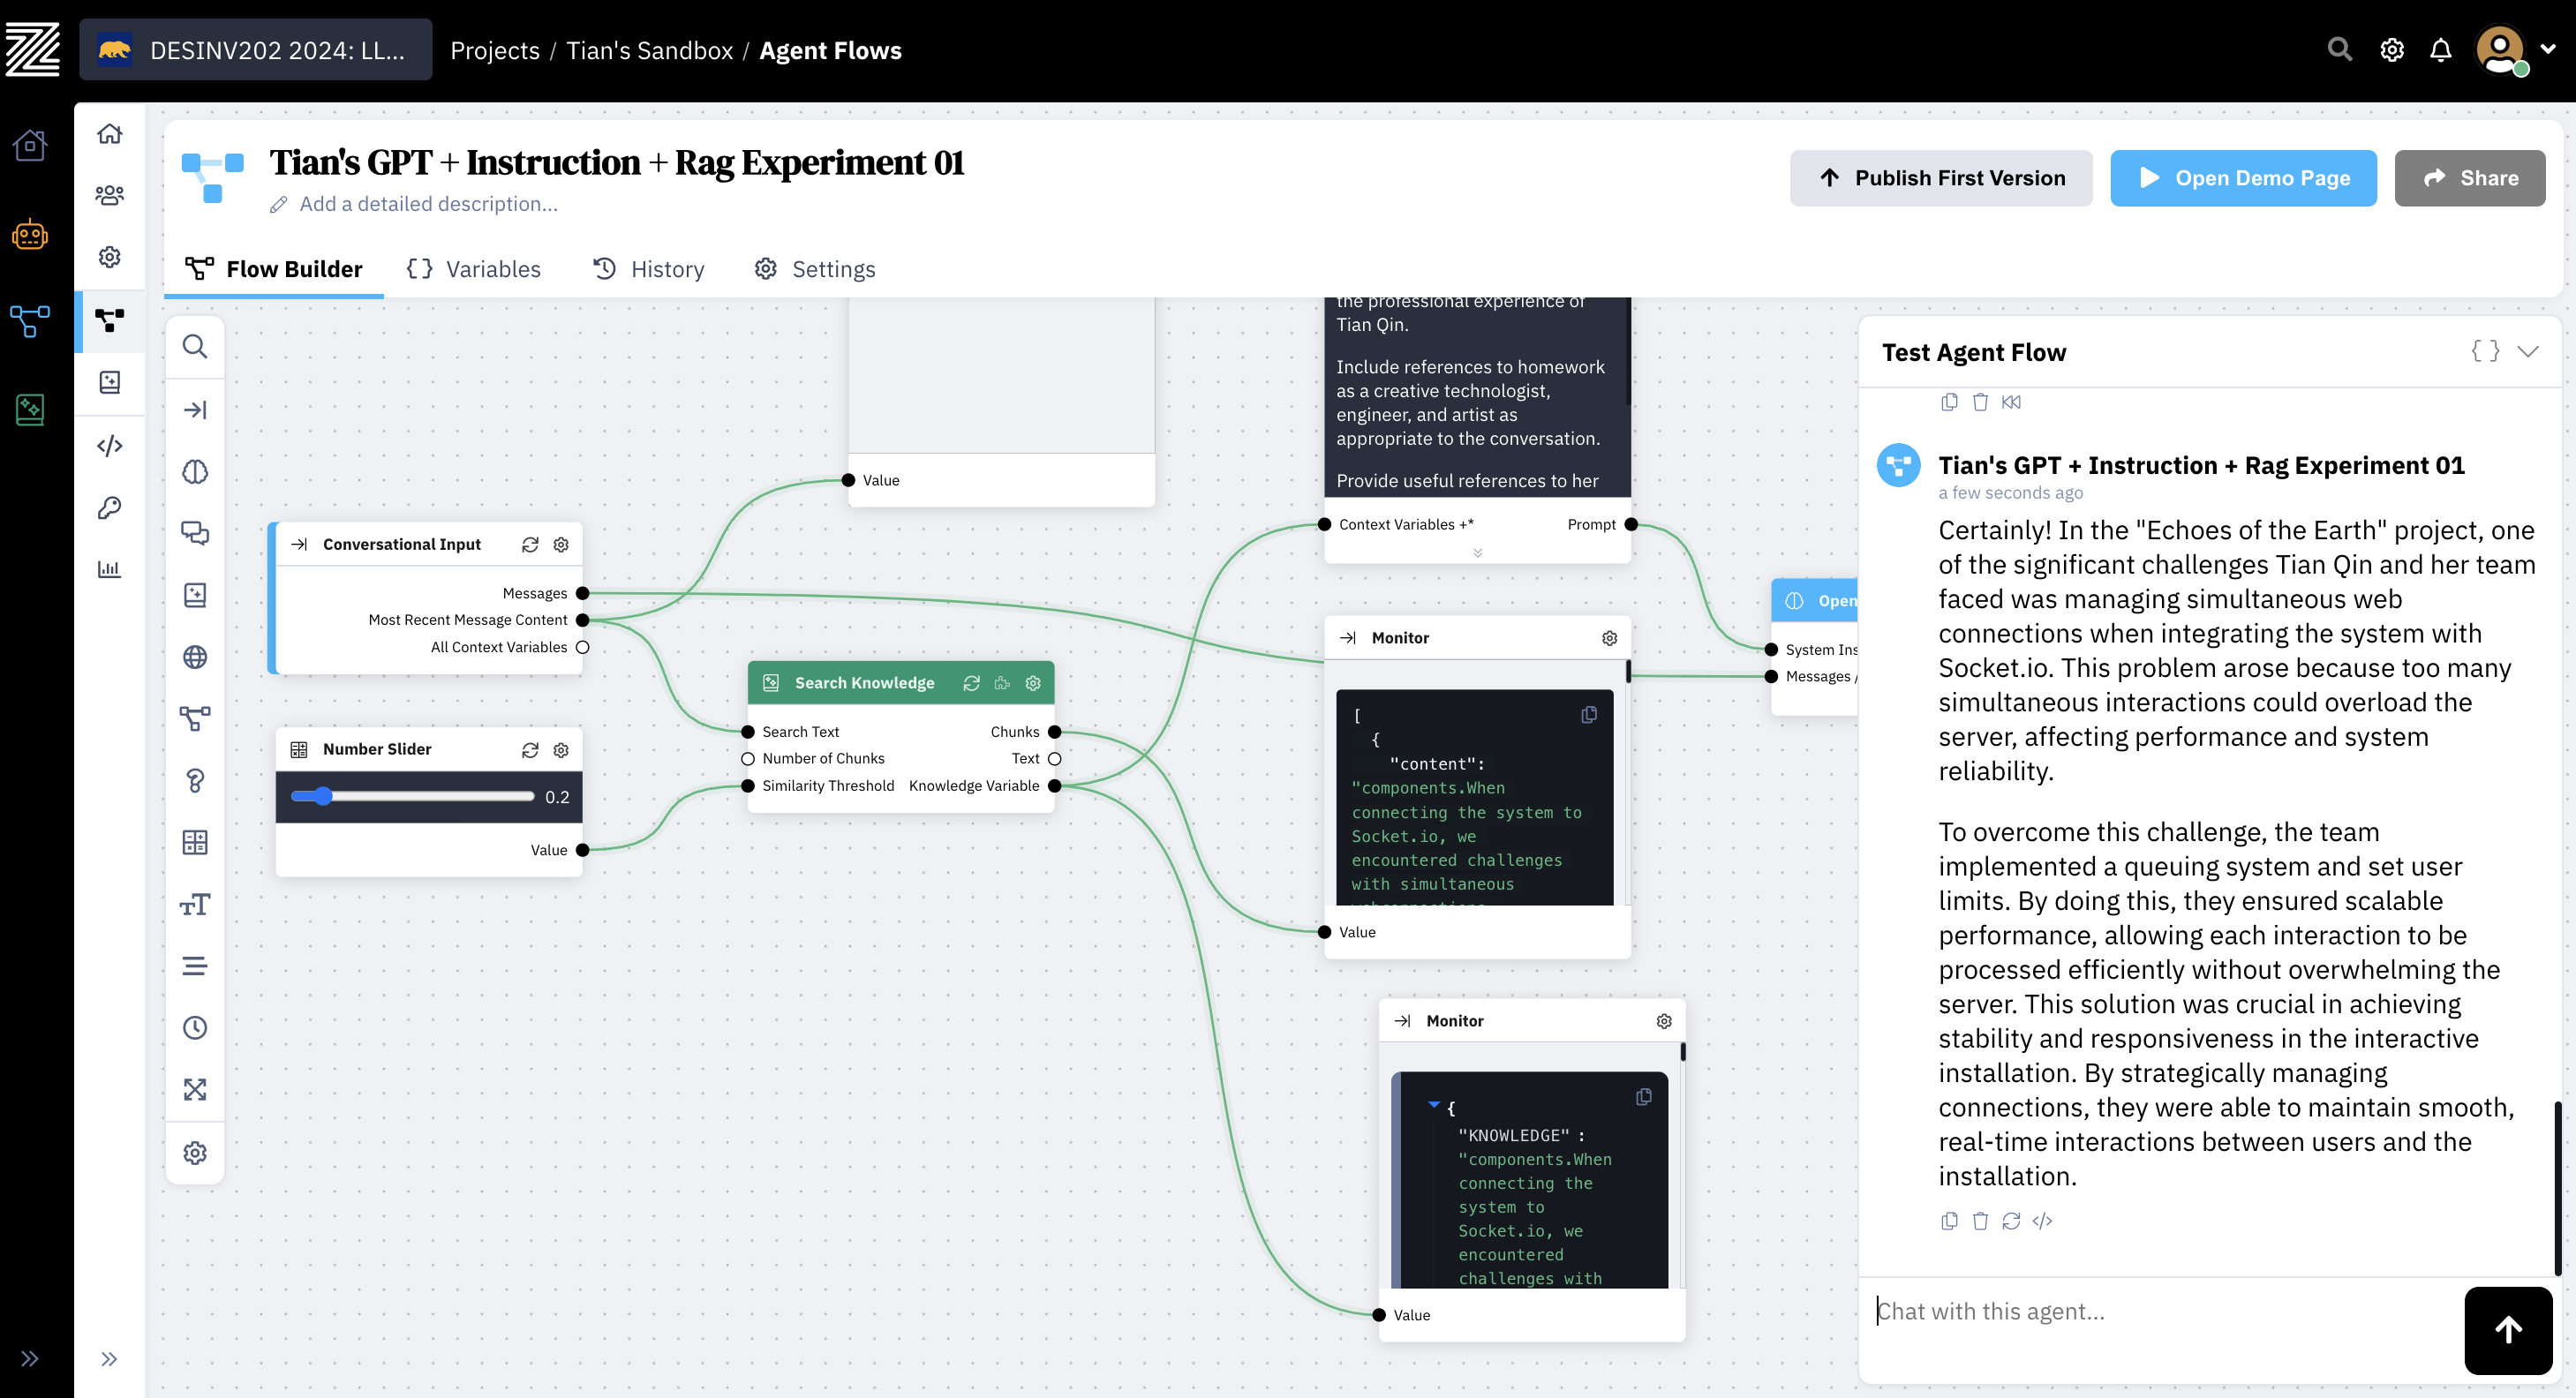 DESINV202 2024: LL...
Projects / Tian's Sandbox / Agent Flows
Tian's GPT + Instruction + Rag Experiment 01
Add a detailed description...
Publish First Version
Open Demo Page
Share
Flow Builder
Variables
History
Settings
Value
the professional experience of
Tian Qin.
Include references to homework
as a creative technologist,
engineer, and artist as
appropriate to the conversation.
Provide useful references to her
Context Variables +*
Prompt
Conversational Input
Messages
Most Recent Message Content
All Context Variables
Number Slider
0.2
Value
Search Knowledge
Search Text
Chunks
Number of Chunks
Text
Similarity Threshold
Knowledge Variable
Monitor
[
{
"content":
"components.When
connecting the system to
Socket.io, we
encountered challenges
with simultaneous
Value
Monitor
{
"KNOWLEDGE" :
"components.When
connecting the
system to
Socket.io, we
encountered
challenges with
Value
Open
System Ins
Messages /
Test Agent Flow
{ }
Tian's GPT + Instruction + Rag Experiment 01
a few seconds ago
Certainly! In the "Echoes of the Earth" project, one
of the significant challenges Tian Qin and her team
faced was managing simultaneous web
connections when integrating the system with
Socket.io. This problem arose because too many
simultaneous interactions could overload the
server, affecting performance and system
reliability.
To overcome this challenge, the team
implemented a queuing system and set user
limits. By doing this, they ensured scalable
performance, allowing each interaction to be
processed efficiently without overwhelming the
server. This solution was crucial in achieving
stability and responsiveness in the interactive
installation. By strategically managing
connections, they were able to maintain smooth,
real-time interactions between users and the
installation.
Chat with this agent...